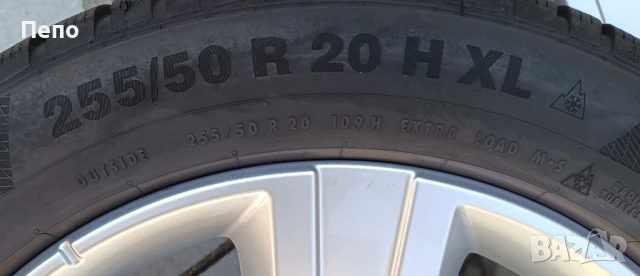 Пепо
255/50 R 20 H XL
OUTSIDE 255/50 R 20 109 H EXTRA LOAD M+S
BAZAR